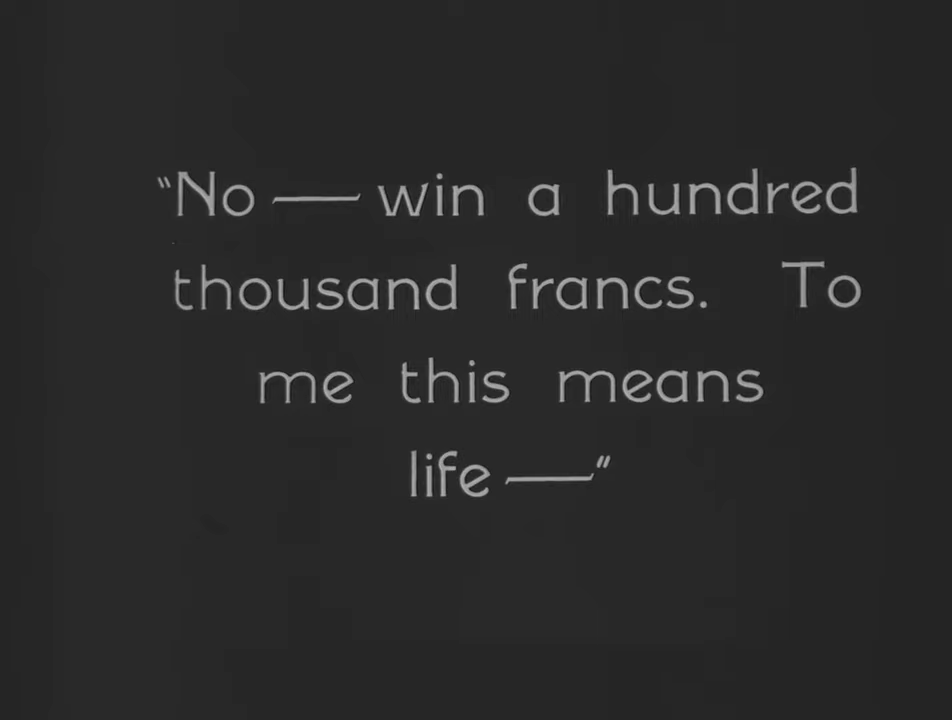 "No — win a hundred
thousand francs. To
me this means
life —"